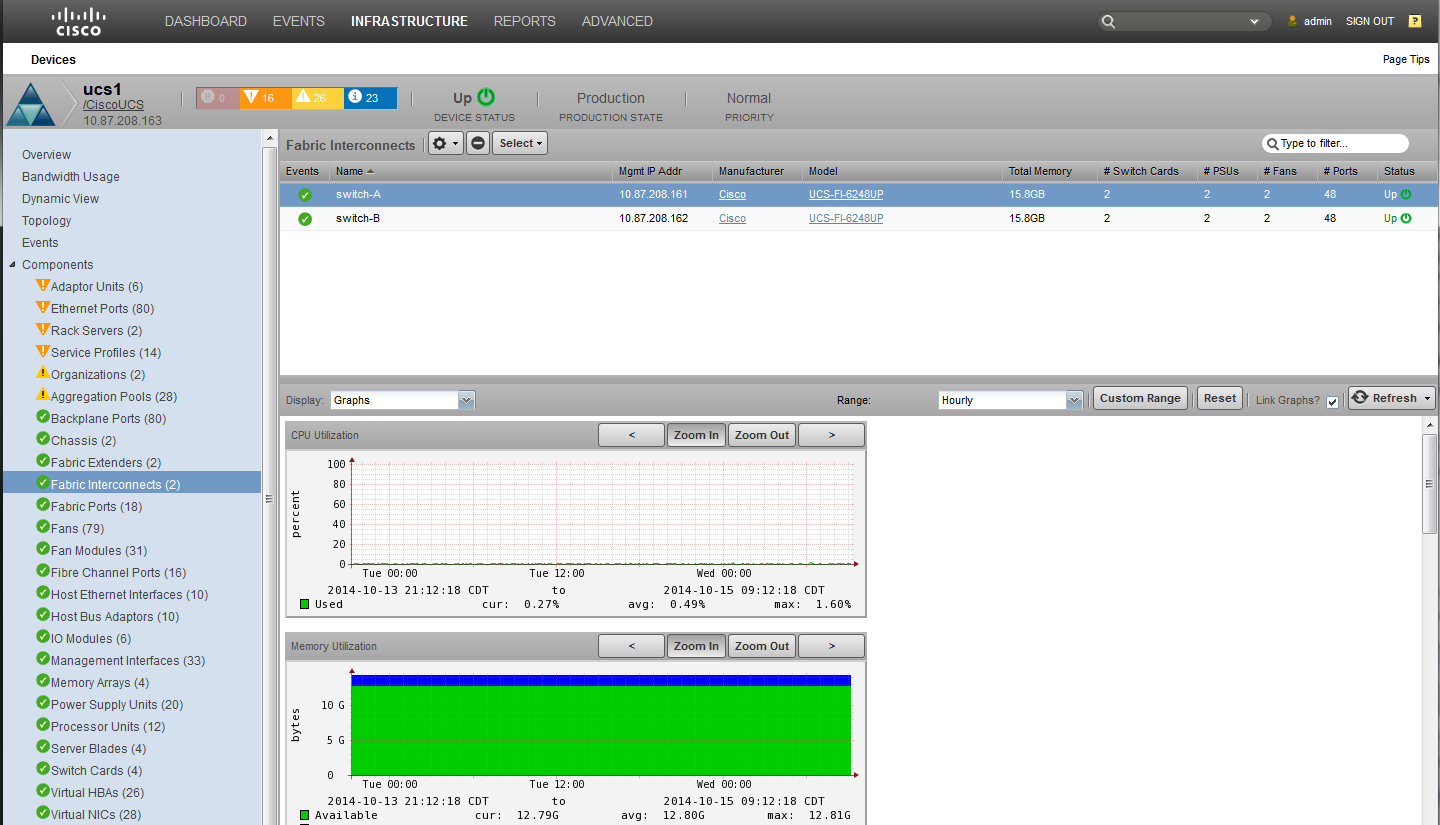 CISCO DASHBOARD EVENTS INFRASTRUCTURE REPORTS ADVANCED admin SIGN OUT ?
Devices Page Tips
ucs1
/CiscoUCS
10.87.208.163
0 16 26 23
Up Production Normal
DEVICE STATUS PRODUCTION STATE PRIORITY
Overview
Bandwidth Usage
Dynamic View
Topology
Events
Components
Adaptor Units (6)
Ethernet Ports (80)
Rack Servers (2)
Service Profiles (14)
Organizations (2)
Aggregation Pools (28)
Backplane Ports (80)
Chassis (2)
Fabric Extenders (2)
Fabric Interconnects (2)
Fabric Ports (18)
Fans (79)
Fan Modules (31)
Fibre Channel Ports (16)
Host Ethernet Interfaces (10)
Host Bus Adaptors (10)
IO Modules (6)
Management Interfaces (33)
Memory Arrays (4)
Power Supply Units (20)
Processor Units (12)
Server Blades (4)
Switch Cards (4)
Virtual HBAs (26)
Virtual NICs (28)
Fabric Interconnects Select Type to filter...
Events Name Mgmt IP Addr Manufacturer Model Total Memory # Switch Cards # PSUs # Fans # Ports Status
switch-A 10.87.208.161 Cisco UCS-FI-6248UP 15.8GB 2 2 2 48 Up
switch-B 10.87.208.162 Cisco UCS-FI-6248UP 15.8GB 2 2 2 48 Up
Display: Graphs Range: Hourly Custom Range Reset Link Graphs? Refresh
CPU Utilization < Zoom In Zoom Out >
100
80
60
40
20
0
percent
Tue 00:00 Tue 12:00 Wed 00:00
2014-10-13 21:12:18 CDT to 2014-10-15 09:12:18 CDT
Used cur: 0.27% avg: 0.49% max: 1.60%
Memory Utilization < Zoom In Zoom Out >
10 G
5 G
0
bytes
Tue 00:00 Tue 12:00 Wed 00:00
2014-10-13 21:12:18 CDT to 2014-10-15 09:12:18 CDT
Available cur: 12.79G avg: 12.80G max: 12.81G